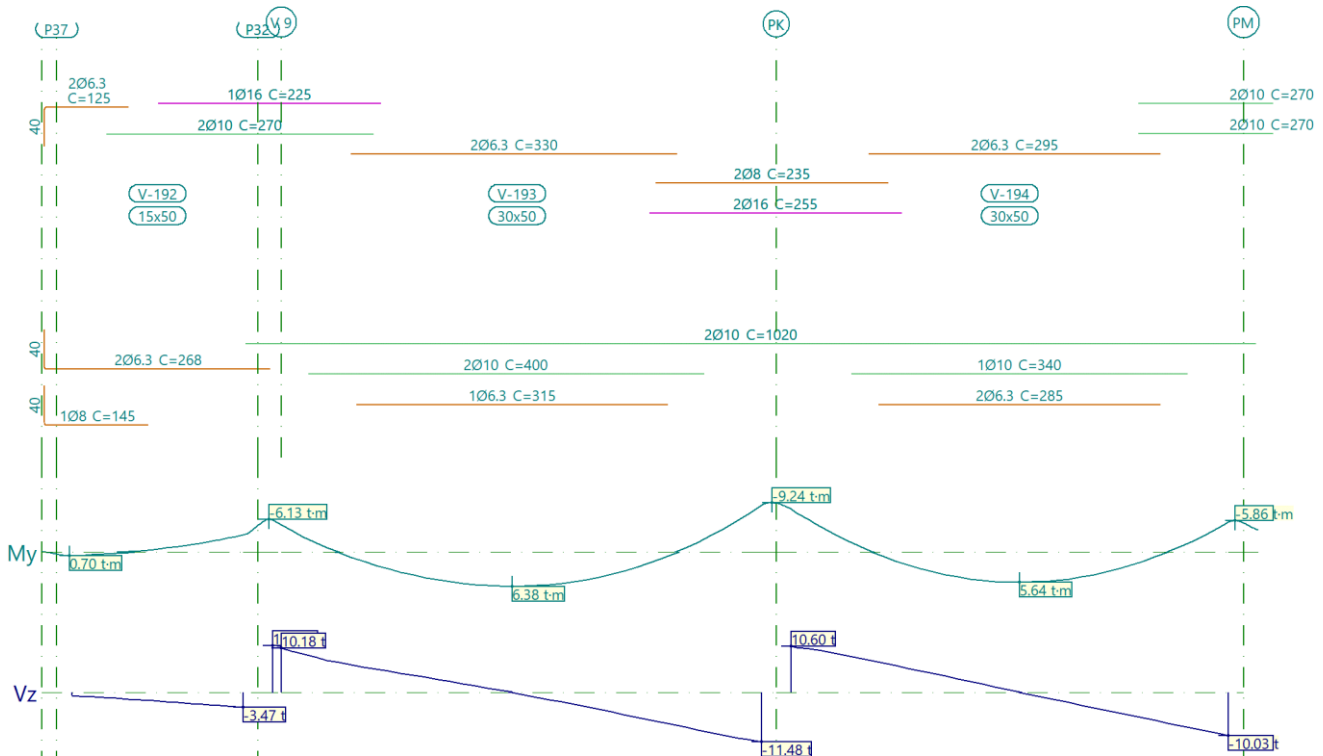 P37
P32
V 9
PK
PM
2Ø6.3
C=125
40
1Ø16 C=225
2Ø10 C=270
2Ø10 C=270
2Ø10 C=270
2Ø6.3 C=330
2Ø6.3 C=295
2Ø8 C=235
2Ø16 C=255
V-192
15x50
V-193
30x50
V-194
30x50
2Ø10 C=1020
40
2Ø6.3 C=268
2Ø10 C=400
1Ø10 C=340
40
1Ø8 C=145
1Ø6.3 C=315
2Ø6.3 C=285
My
0.70 t·m
-6.13 t·m
6.38 t·m
-9.24 t·m
5.64 t·m
-5.86 t·m
Vz
-3.47 t
10.18 t
-11.48 t
10.60 t
-10.03 t